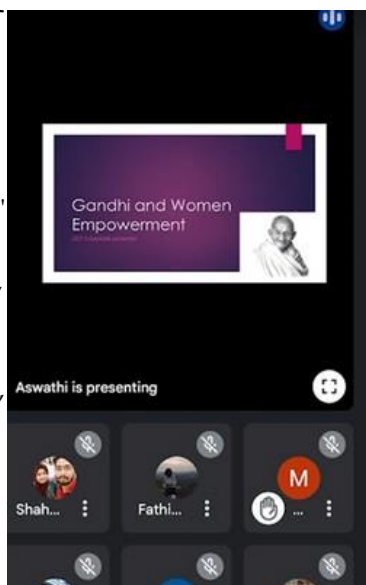 Gandhi and Women
Empowerment
Aswathi is presenting
Shah...
Fathi...
M
...